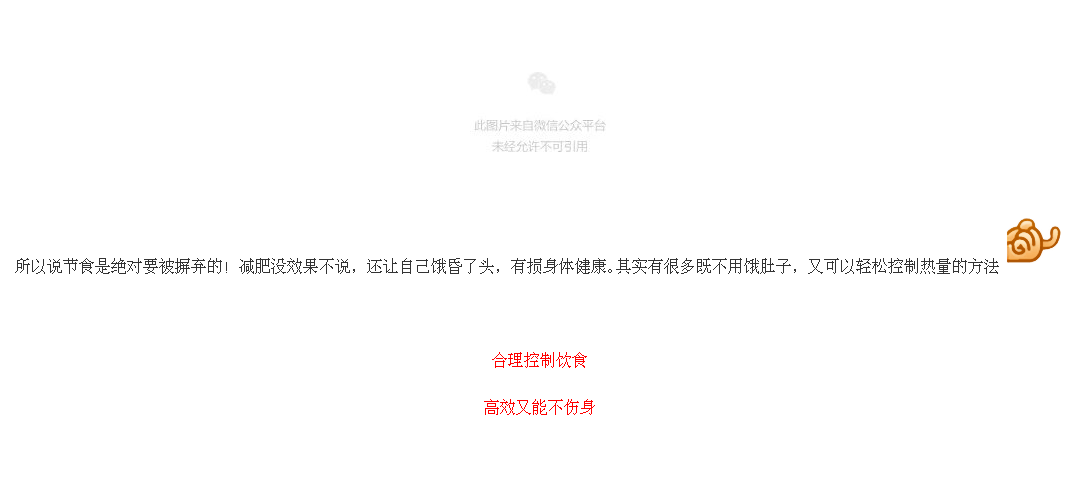 此图片来自微信公众平台
未经允许不可引用
所以说节食是绝对要被摒弃的！减肥没效果不说，还让自己饿昏了头，有损身体健康。其实有很多既不用饿肚子，又可以轻松控制热量的方法
合理控制饮食
高效又能不伤身